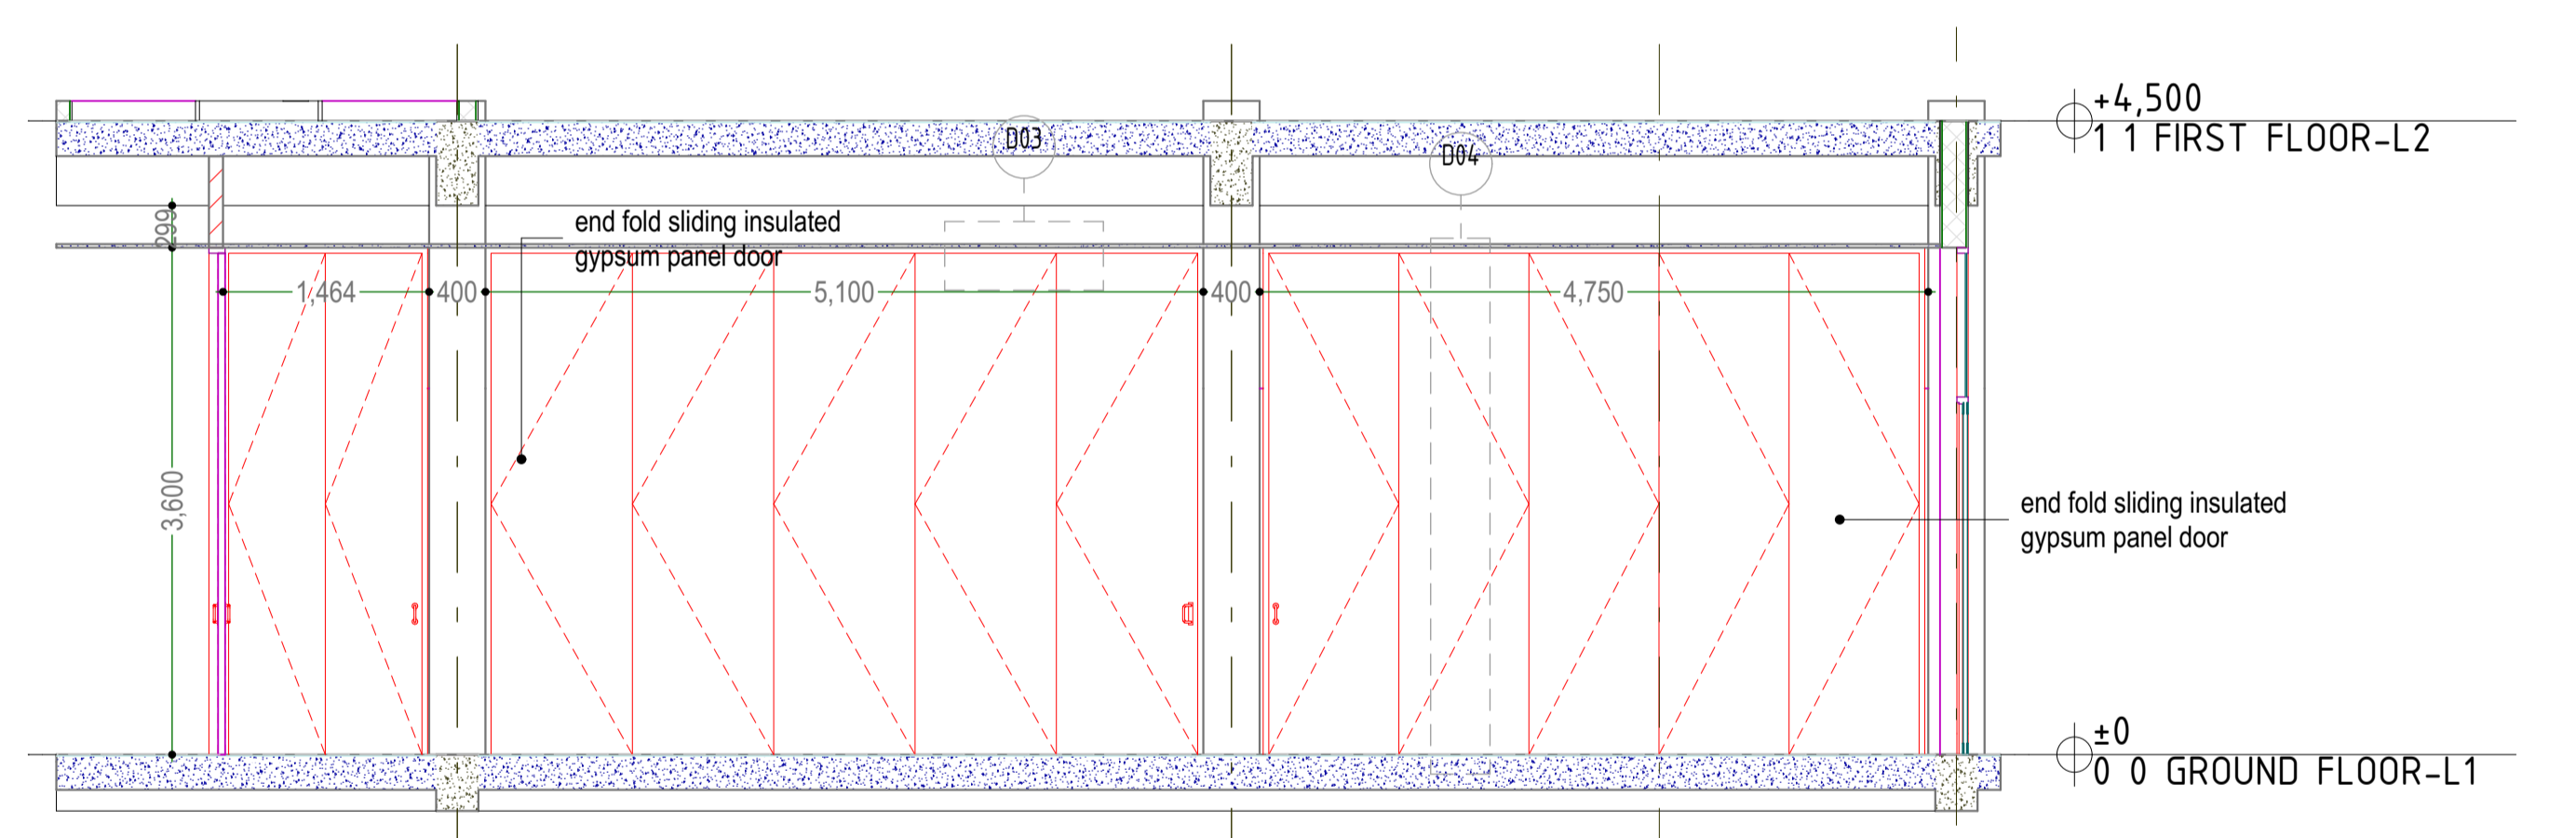 +4,500
1 1 FIRST FLOOR-L2
D03
D04
299
end fold sliding insulated
gypsum panel door
1,464
400
5,100
400
4,750
3,600
end fold sliding insulated
gypsum panel door
±0
0 0 GROUND FLOOR-L1